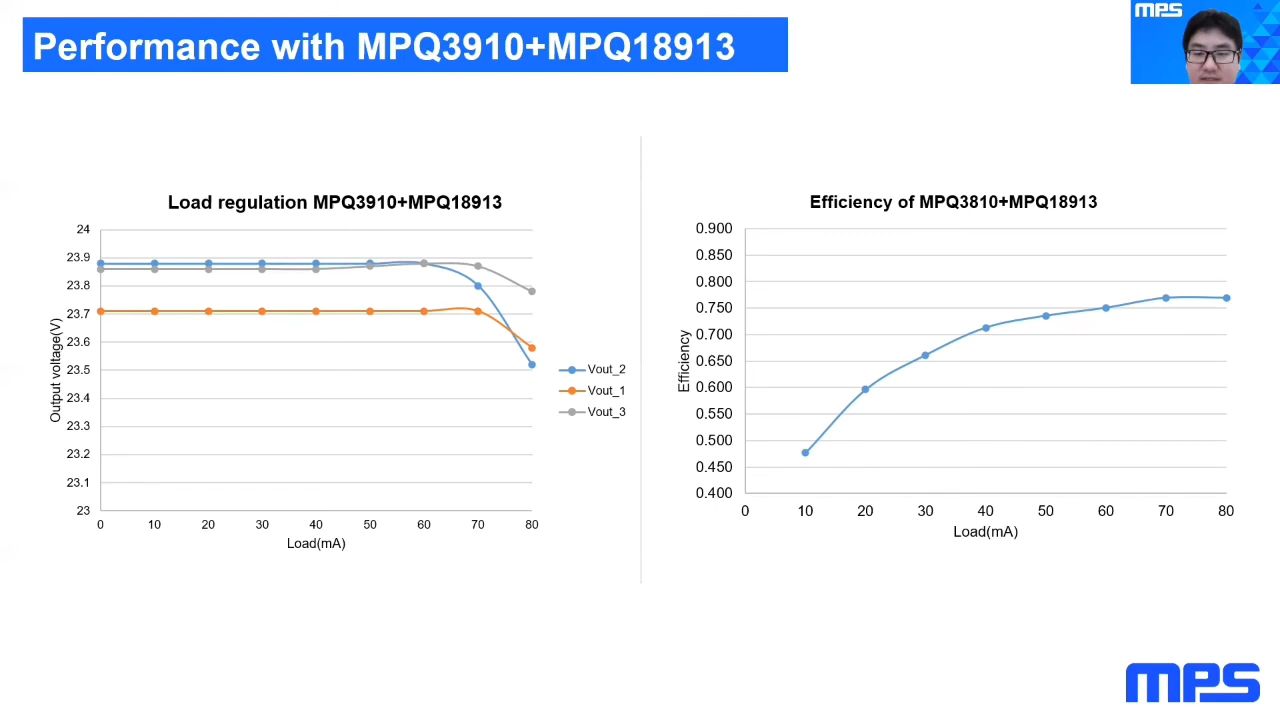 Performance with MPQ3910+MPQ18913
MPS
Load regulation MPQ3910+MPQ18913
Output voltage(V)
24
23.9
23.8
23.7
23.6
23.5
23.4
23.3
23.2
23.1
23
0 10 20 30 40 50 60 70 80
Load(mA)
Vout_2
Vout_1
Vout_3
Efficiency of MPQ3810+MPQ18913
Efficiency
0.900
0.850
0.800
0.750
0.700
0.650
0.600
0.550
0.500
0.450
0.400
0 10 20 30 40 50 60 70 80
Load(mA)
MPS